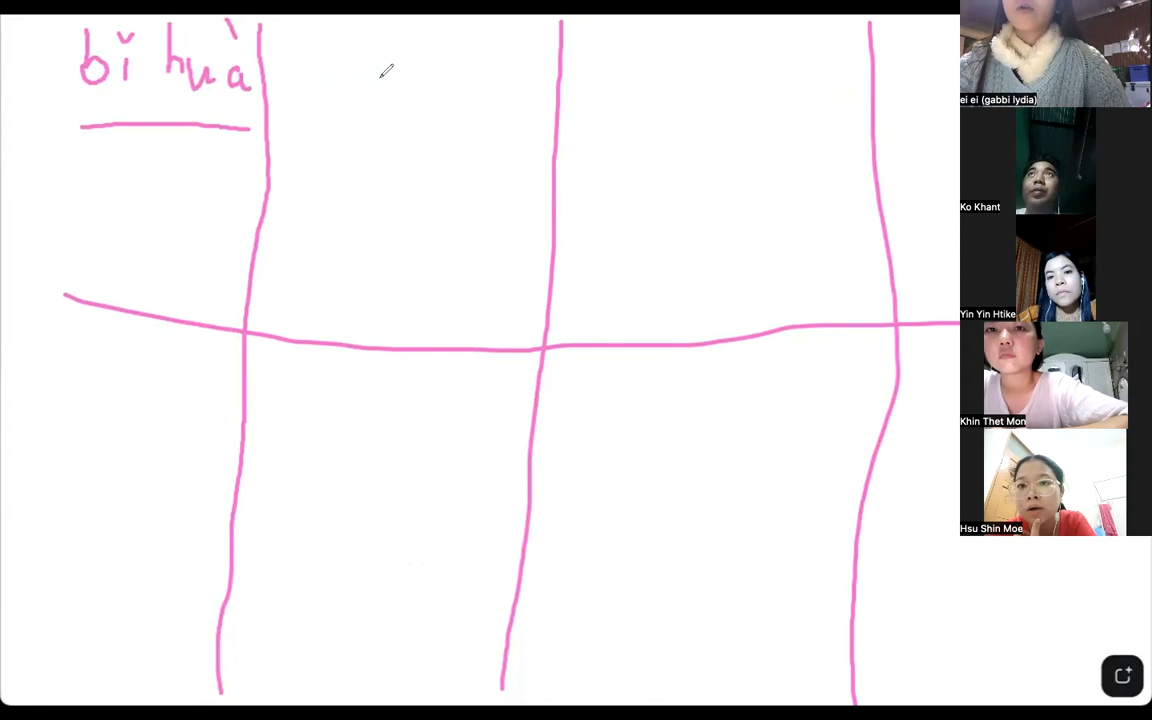 bǐ huà
ei ei (gabbi lydia)
Ko Khant
Yin Yin Htike
Khin Thet Mon
Hsu Shin Moe